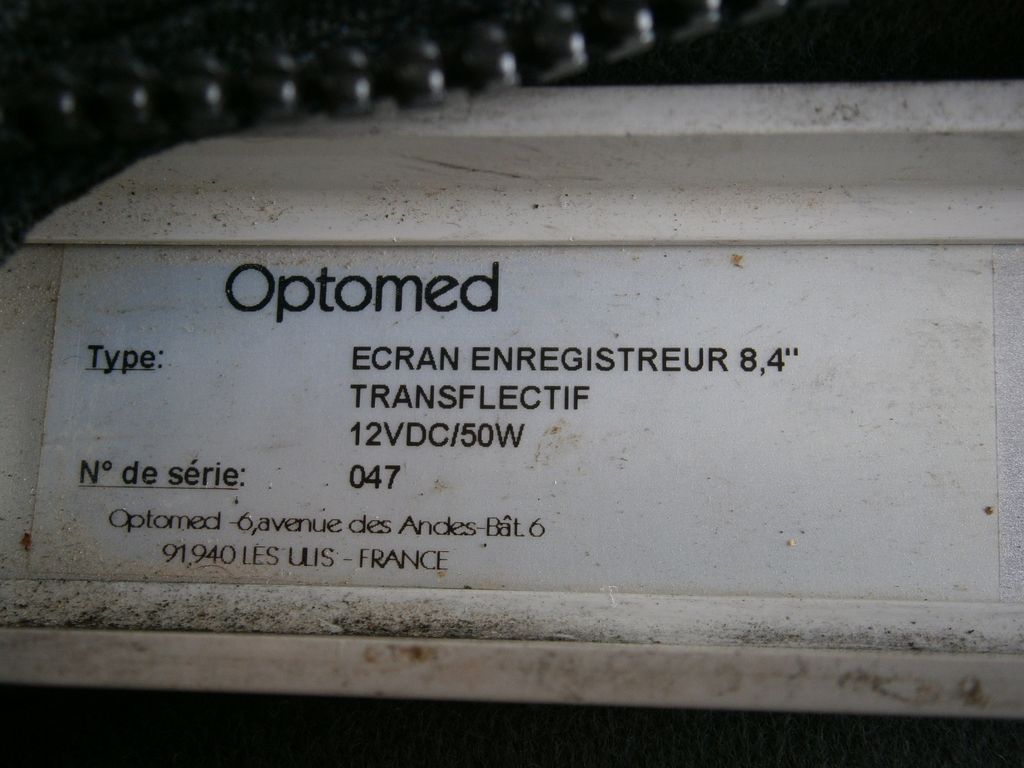 Optomed
Type: ECRAN ENREGISTREUR 8,4''
TRANSFLECTIF
12VDC/50W
N° de série: 047
Optomed -6,avenue des Andes-Bât.6
91,940 LES ULIS - FRANCE